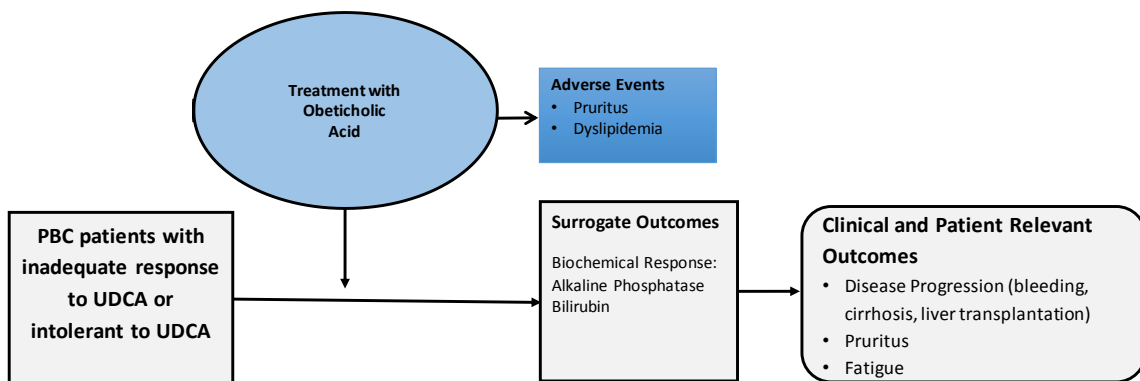 Treatment with
Obeticholic
Acid
Adverse Events
• Pruritus
• Dyslipidemia
PBC patients with
inadequate response
to UDCA or
intolerant to UDCA
Surrogate Outcomes
Biochemical Response:
Alkaline Phosphatase
Bilirubin
Clinical and Patient Relevant
Outcomes
• Disease Progression (bleeding,
cirrhosis, liver transplantation)
• Pruritus
• Fatigue